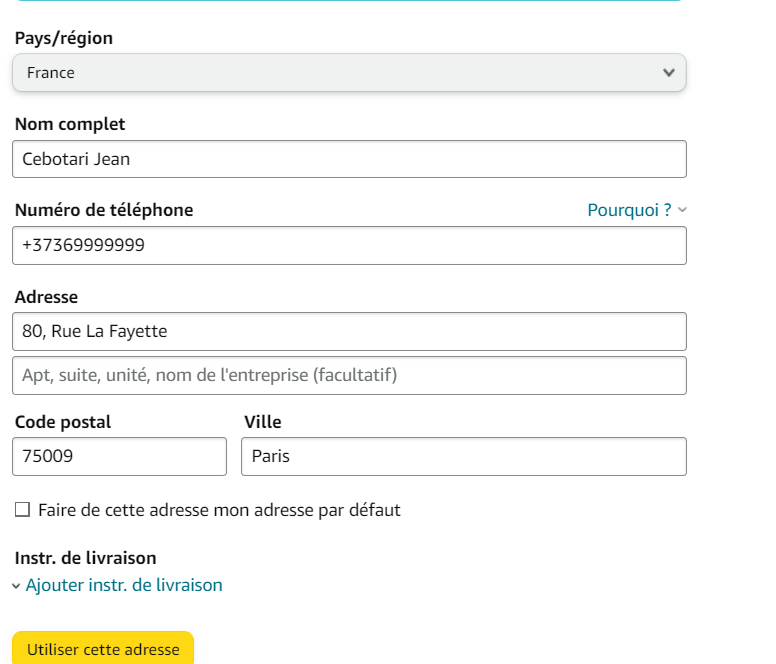 Pays/région
France
Nom complet
Cebotari Jean
Numéro de téléphone Pourquoi ?
+37369999999
Adresse
80, Rue La Fayette
Apt, suite, unité, nom de l'entreprise (facultatif)
Code postal Ville
75009 Paris
Faire de cette adresse mon adresse par défaut
Instr. de livraison
Ajouter instr. de livraison
Utiliser cette adresse